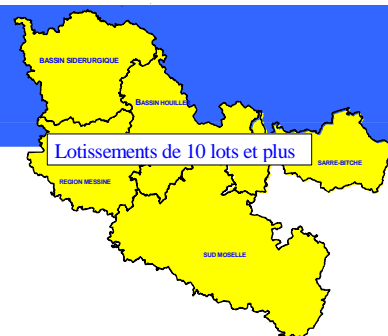 BASSIN SIDERURGIQUE
BASSIN HOUILLER
Lotissements de 10 lots et plus
SARRE-BITCHE
REGION MESSINE
SUD MOSELLE